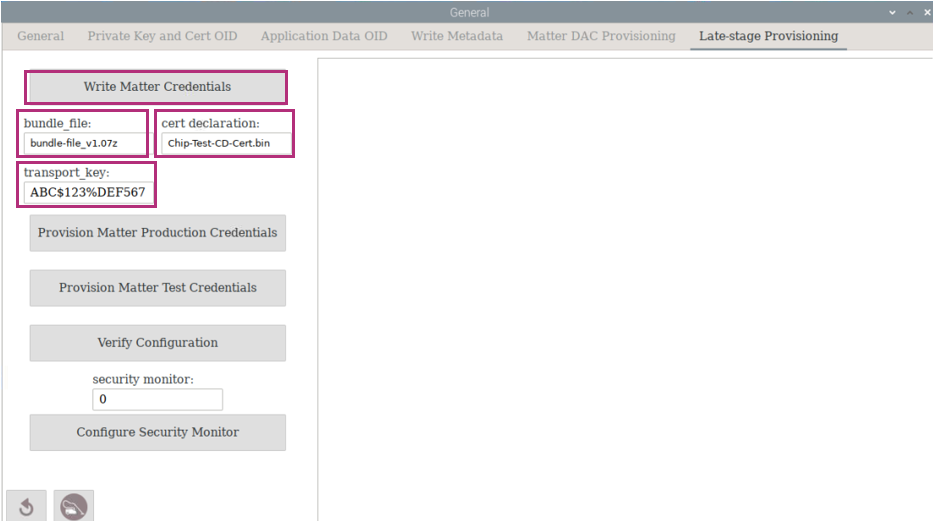 General
General Private Key and Cert OID Application Data OID Write Metadata Matter DAC Provisioning Late-stage Provisioning
Write Matter Credentials
bundle_file: cert declaration:
bundle-file_v1.07z Chip-Test-CD-Cert.bin
transport_key:
ABC$123%DEF567
Provision Matter Production Credentials
Provision Matter Test Credentials
Verify Configuration
security monitor:
0
Configure Security Monitor